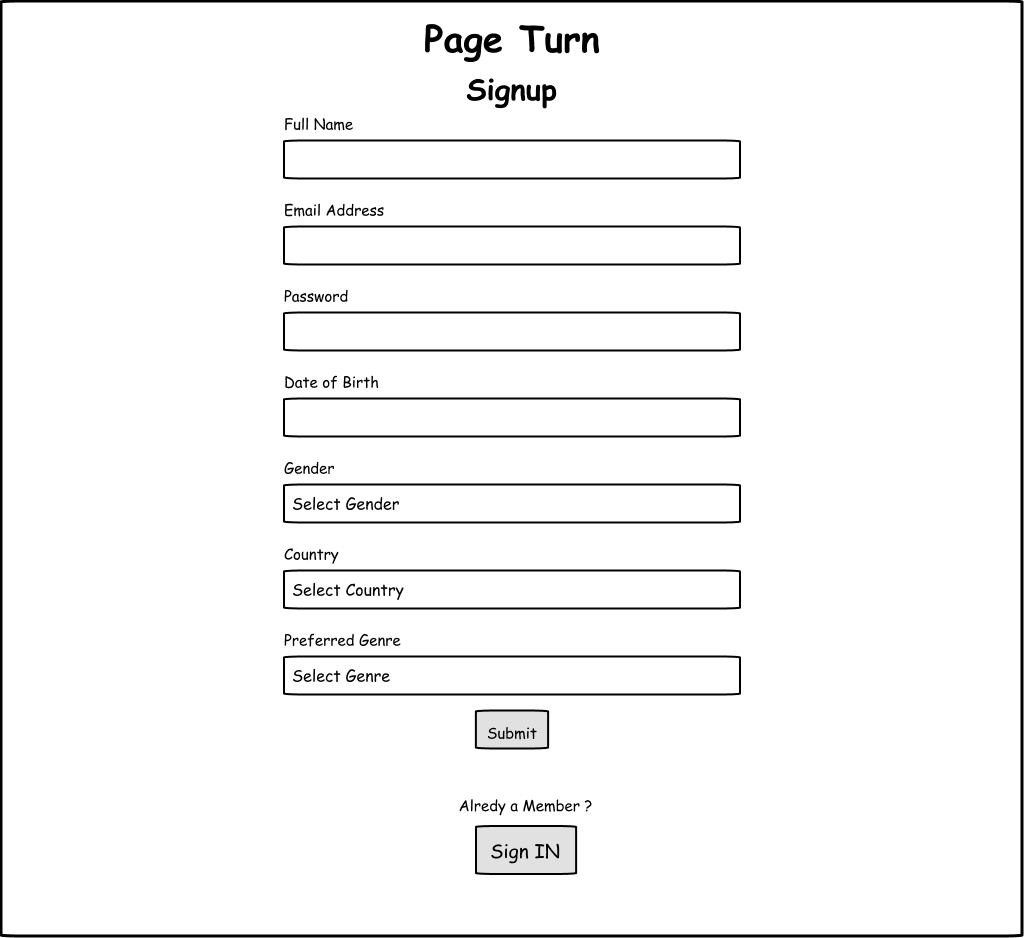 Page Turn
Signup
Full Name
Email Address
Password
Date of Birth
Gender
Select Gender
Country
Select Country
Preferred Genre
Select Genre
Submit
Alredy a Member ?
Sign IN